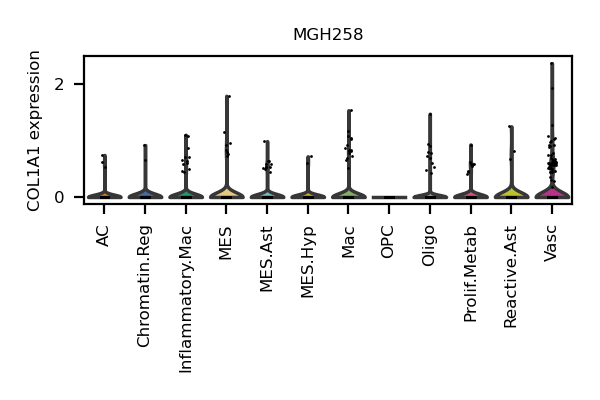 MGH258
COL1A1 expression
2
0
AC
Chromatin.Reg
Inflammatory.Mac
MES
MES.Ast
MES.Hyp
Mac
OPC
Oligo
Prolif.Metab
Reactive.Ast
Vasc